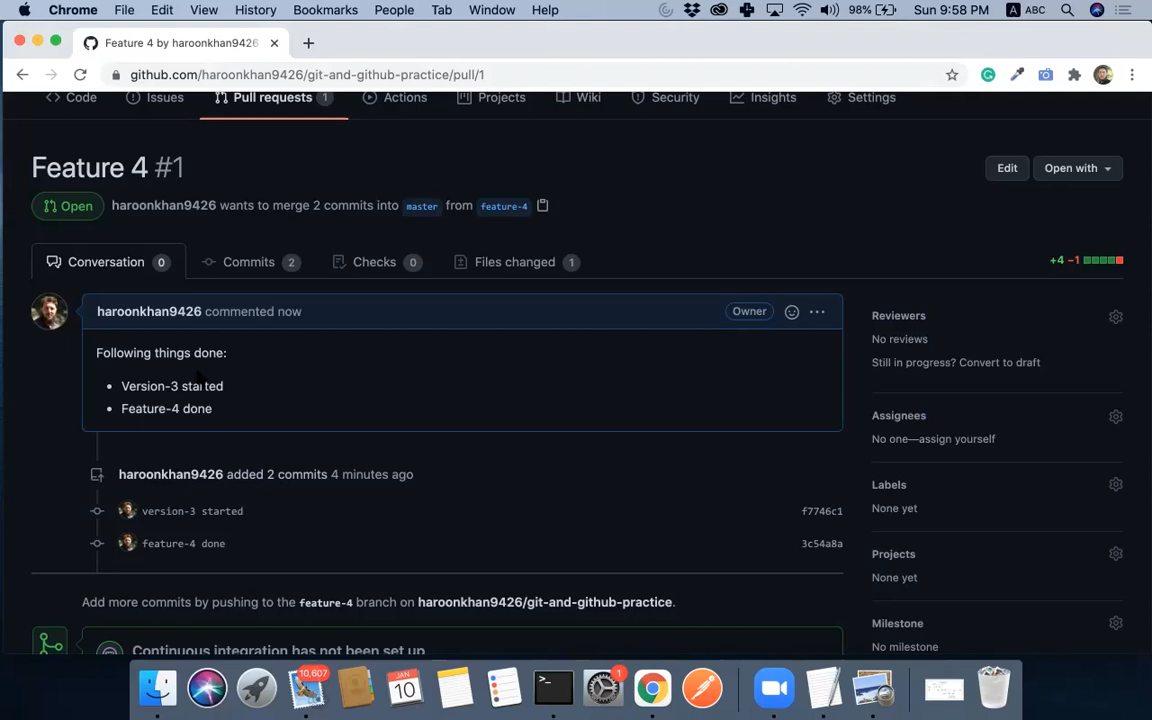 Chrome File Edit View History Bookmarks People Tab Window Help 98% Sun 9:58 PM A ABC
Feature 4 by haroonkhan9426
github.com/haroonkhan9426/git-and-github-practice/pull/1
Code Issues Pull requests 1 Actions Projects Wiki Security Insights Settings
Feature 4 #1
Edit Open with
Open haroonkhan9426 wants to merge 2 commits into master from feature-4
Conversation 0 Commits 2 Checks 0 Files changed 1
+4 −1
haroonkhan9426 commented now
Owner
Following things done:
• Version-3 started
• Feature-4 done
haroonkhan9426 added 2 commits 4 minutes ago
version-3 started f7746c1
feature-4 done 3c54a8a
Add more commits by pushing to the feature-4 branch on haroonkhan9426/git-and-github-practice.
Continuous integration has not been set up
Reviewers
No reviews
Still in progress? Convert to draft
Assignees
No one—assign yourself
Labels
None yet
Projects
None yet
Milestone
No milestone
10,607
JAN
10
>_
1